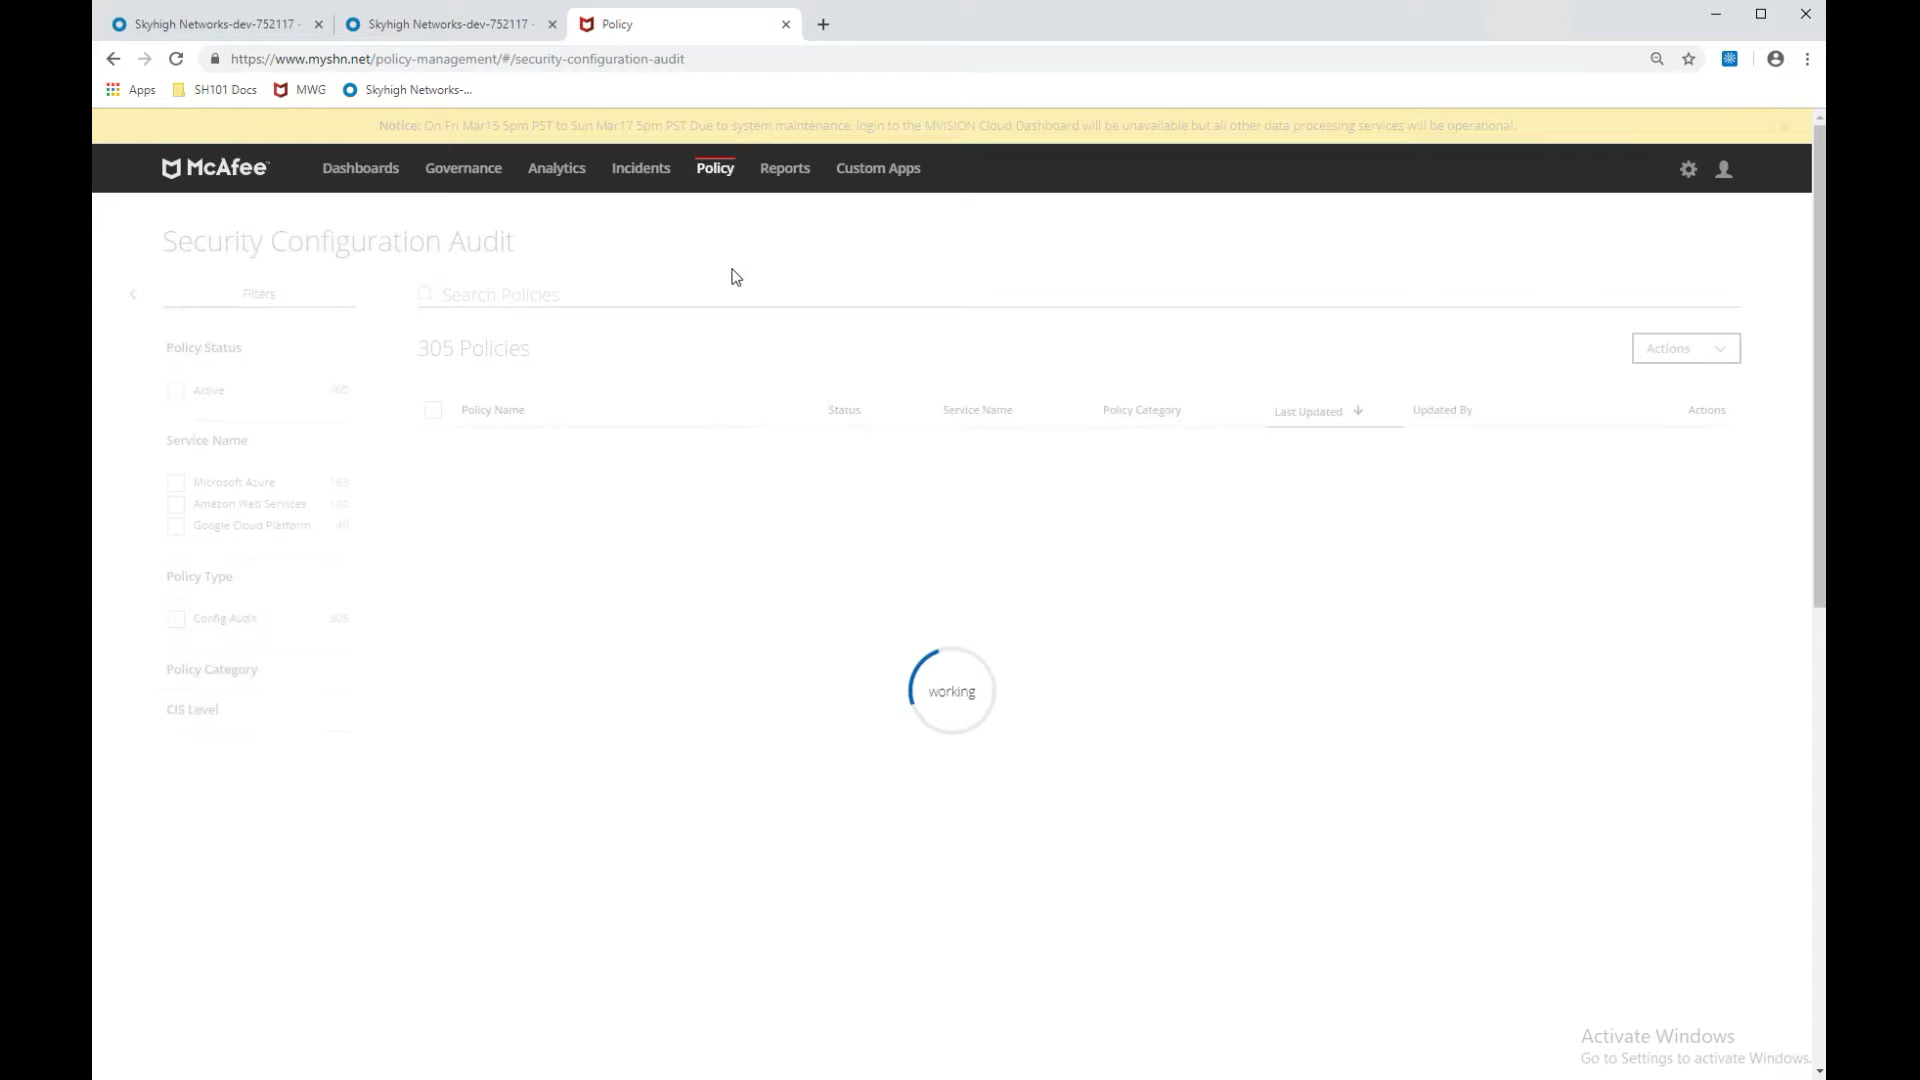 Skyhigh Networks-dev-752117 -
Skyhigh Networks-dev-752117 -
Policy
https://www.myshn.net/policy-management/#/security-configuration-audit
Apps
SH101 Docs
MWG
Skyhigh Networks-...
Notice: On Fri Mar15 5pm PST to Sun Mar17 5pm PST Due to system maintenance, login to the MVISION Cloud Dashboard will be unavailable but all other data processing services will be operational.
McAfee
Dashboards
Governance
Analytics
Incidents
Policy
Reports
Custom Apps
Security Configuration Audit
Filters
Search Policies
Policy Status
305 Policies
Actions
Active 305
Policy Name
Status
Service Name
Policy Category
Last Updated
Updated By
Actions
Service Name
Microsoft Azure 153
Amazon Web Services
Google Cloud Platform
Policy Type
Config Audit 305
Policy Category
CIS Level
working
Activate Windows
Go to Settings to activate Windows.